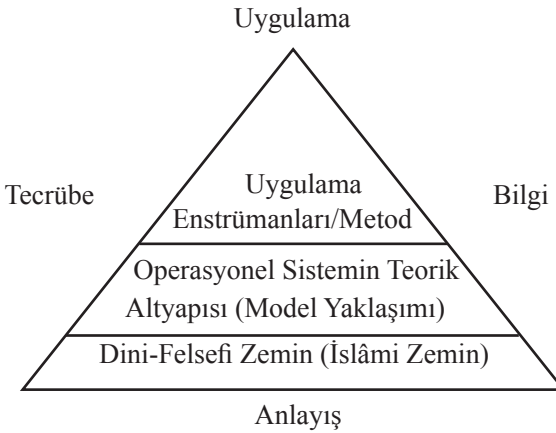 Uygulama
Tecrübe
Bilgi
Uygulama
Enstrümanları/Metod
Operasyonel Sistemin Teorik
Altyapısı (Model Yaklaşımı)
Dini-Felsefi Zemin (İslâmi Zemin)
Anlayış